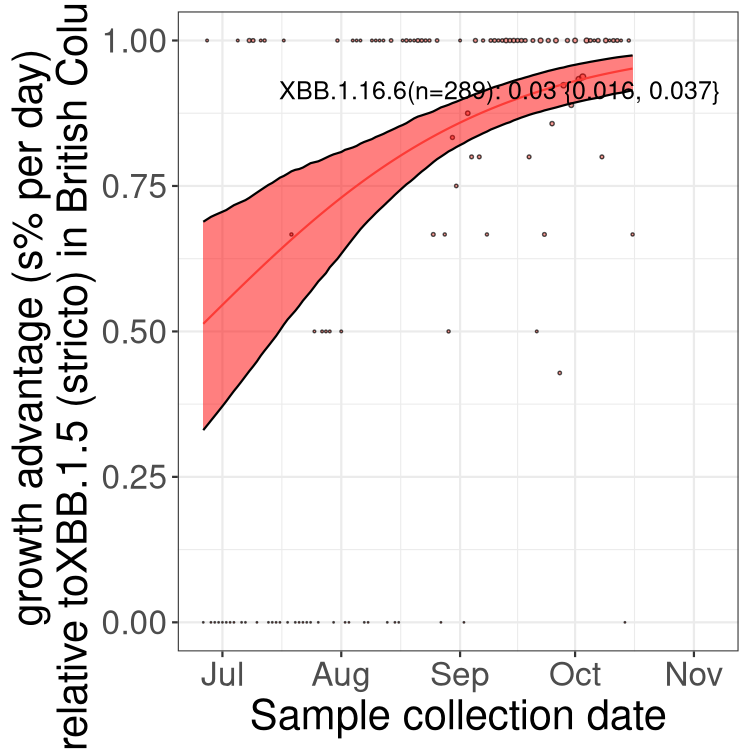 growth advantage (s% per day)
relative toXBB.1.5 (stricto) in British Colu
1.00
0.75
0.50
0.25
0.00
XBB.1.16.6(n=289): 0.03 {0.016, 0.037}
Jul Aug Sep Oct Nov
Sample collection date